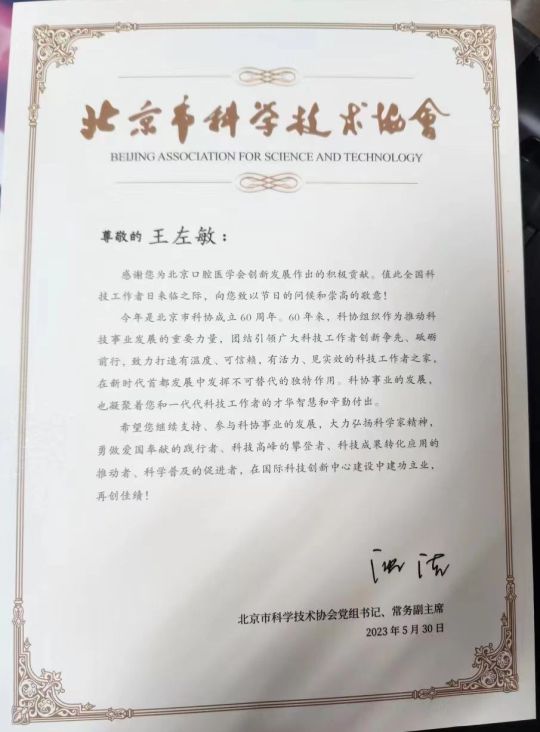 北京市科学技术协会
BEIJING ASSOCIATION FOR SCIENCE AND TECHNOLOGY
尊敬的 王左敏：
感谢您为北京口腔医学会创新发展作出的积极贡献。值此全国
科技工作者日来临之际，向您致以节日的问候和崇高的敬意！
今年是北京市科协成立60周年。60年来，科协组织作为推动科
技事业发展的重要力量，团结引领广大科技工作者创新争先、砥砺
前行，致力打造有温度、可信赖，有活力、见实效的科技工作者之家，
在新时代首都发展中发挥不可替代的独特作用。科协事业的发展，
也凝聚着您和一代代科技工作者的才华智慧和辛勤付出。
希望您继续支持、参与科协事业的发展，大力弘扬科学家精神，
勇做爱国奉献的践行者、科技高峰的攀登者、科技成果转化应用的
推动者、科学普及的促进者，在国际科技创新中心建设中建功立业，
再创佳绩！
北京市科学技术协会党组书记、常务副主席
2023年5月30日